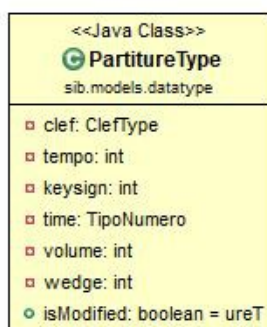 <<Java Class>>
C PartitureType
sib.models.datatype
clef: ClefType
tempo: int
keysign: int
time: TipoNumero
volume: int
wedge: int
isModified: boolean = ureT